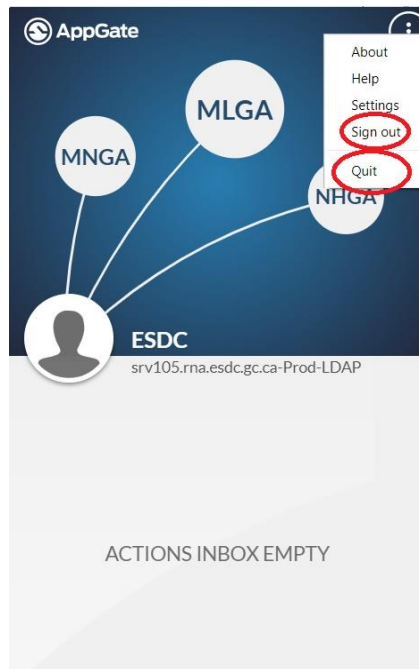 AppGate
About
Help
Settings
Sign out
Quit
MLGA
MNGA
NHGA
ESDC
srv105.rna.esdc.gc.ca-Prod-LDAP
ACTIONS INBOX EMPTY